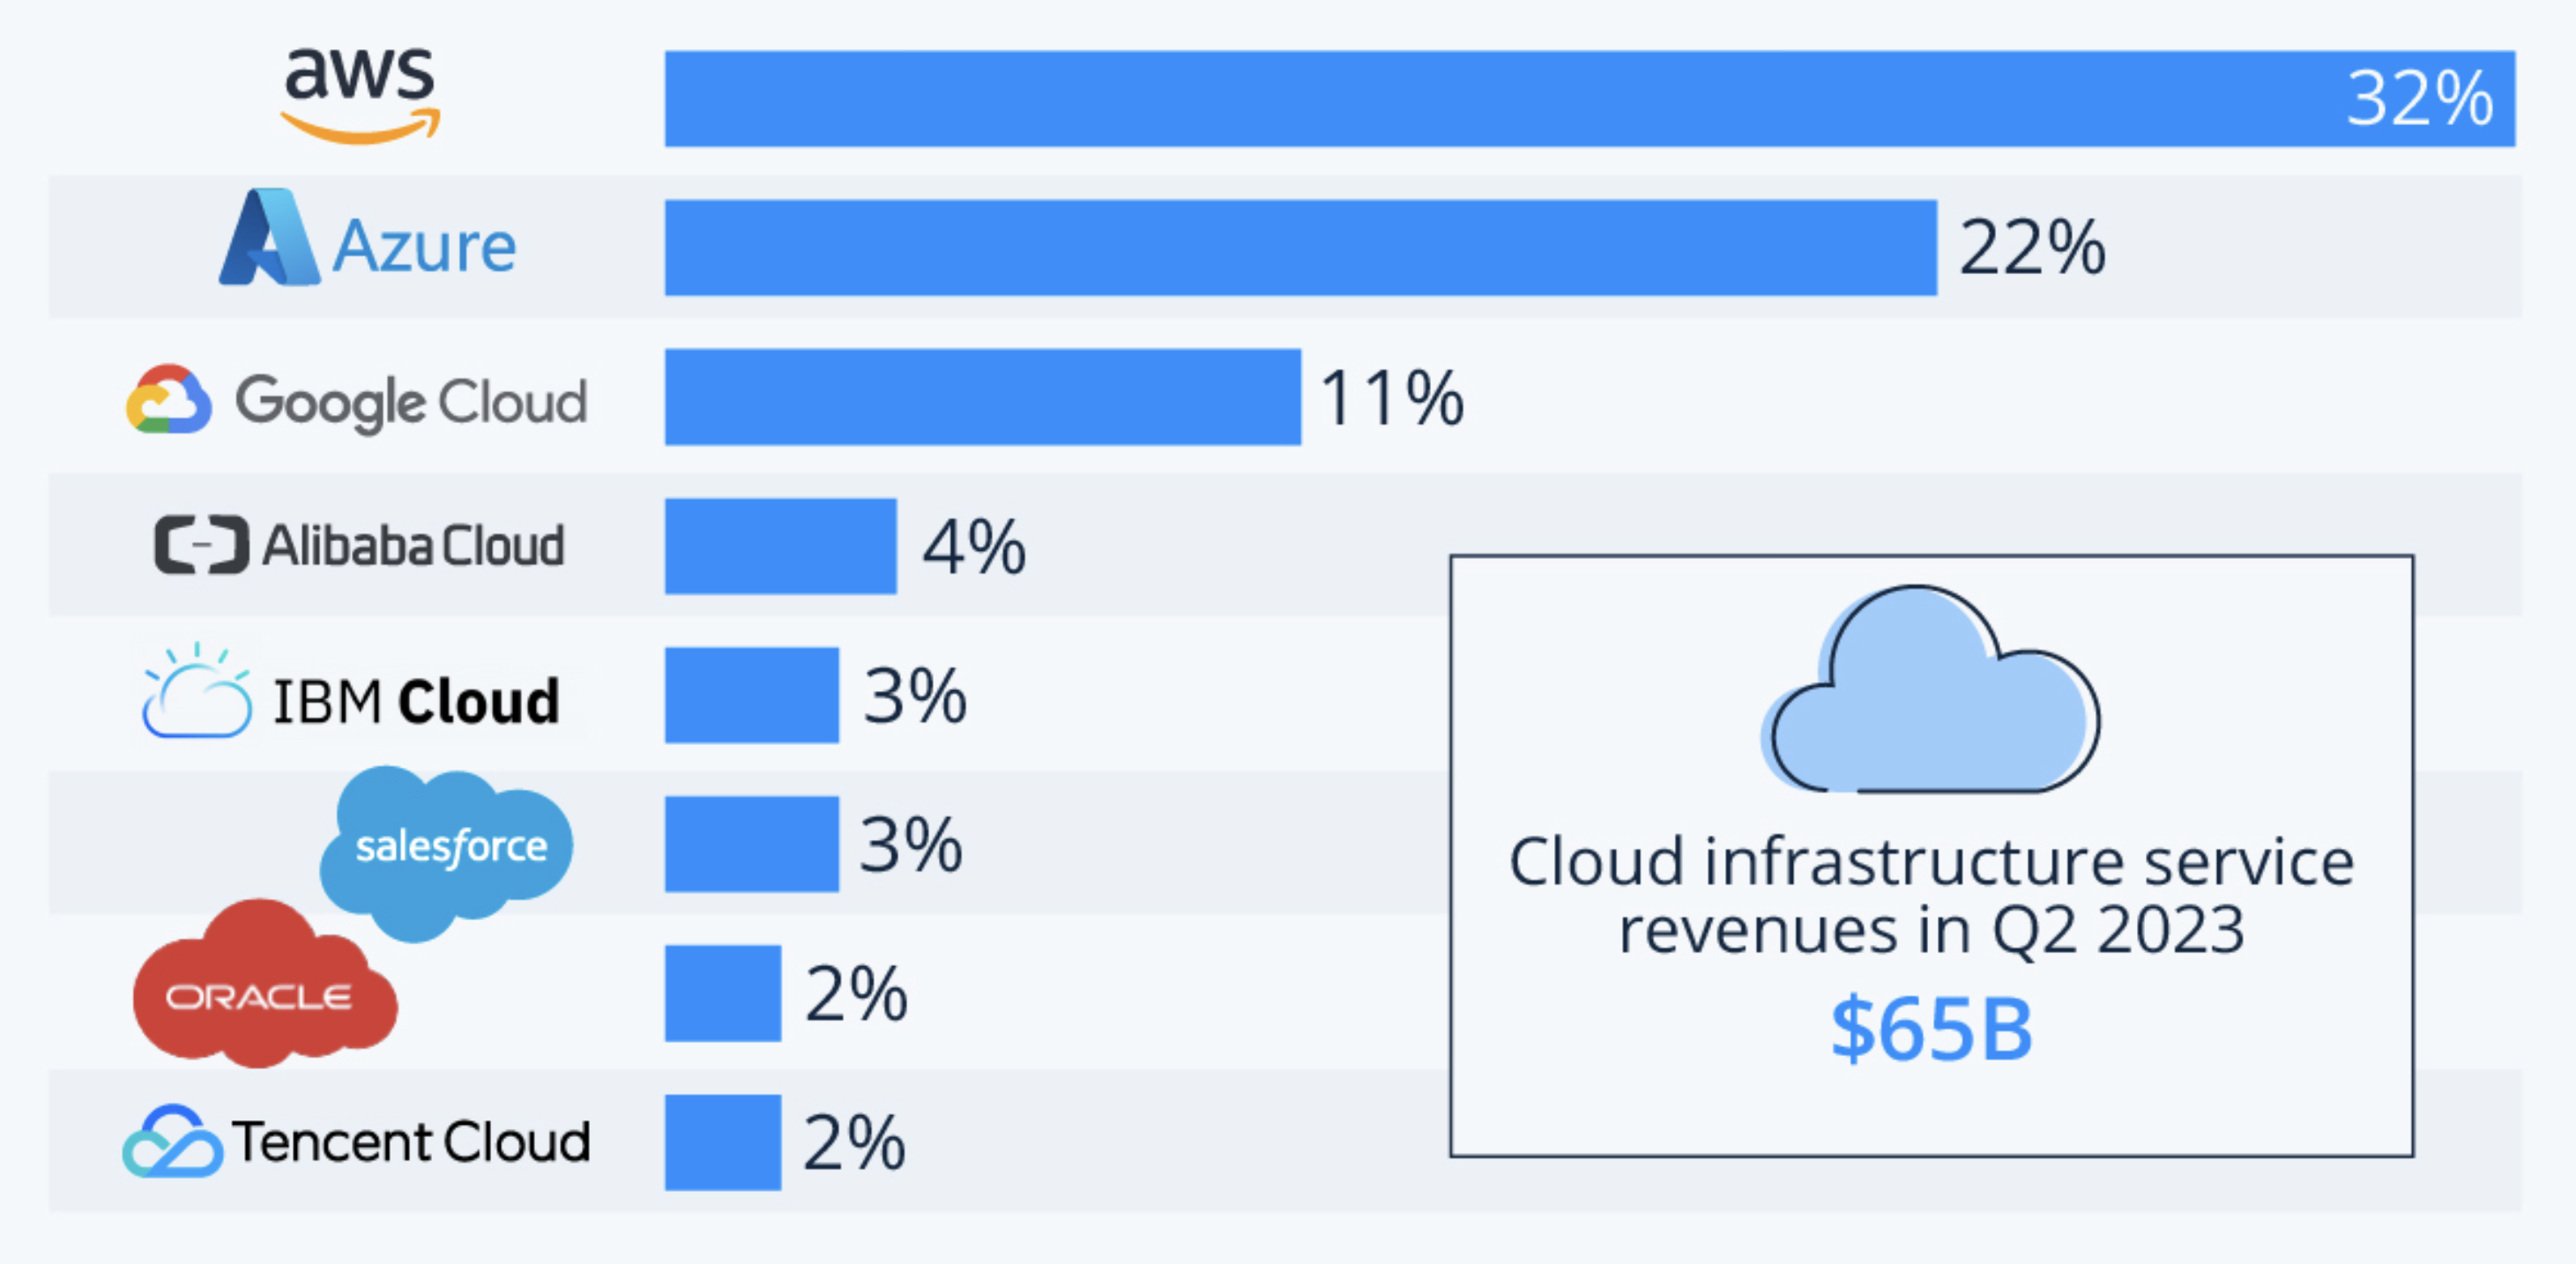 aws
32%
Azure
22%
Google Cloud
11%
Alibaba Cloud
4%
IBM Cloud
3%
salesforce
3%
ORACLE
2%
Tencent Cloud
2%
Cloud infrastructure service
revenues in Q2 2023
$65B